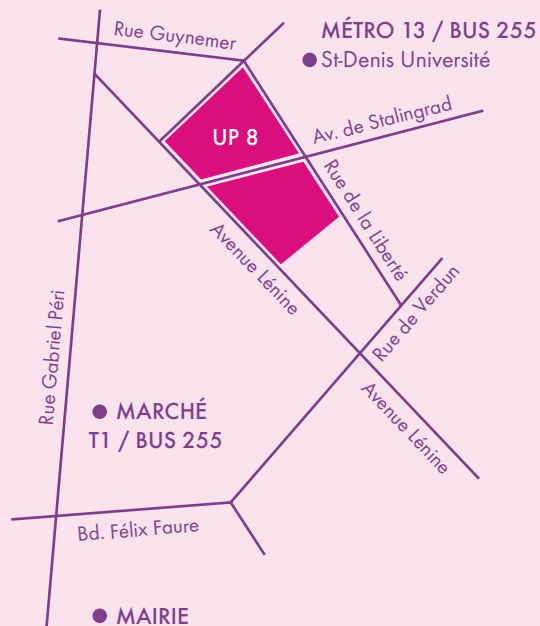 Rue Guynemer
MÉTRO 13 / BUS 255
St-Denis Université
UP 8
Av. de Stalingrad
Rue de la Liberté
Avenue Lénine
Rue de Verdun
Rue Gabriel Péri
MARCHÉ
T1 / BUS 255
Avenue Lénine
Bd. Félix Faure
MAIRIE